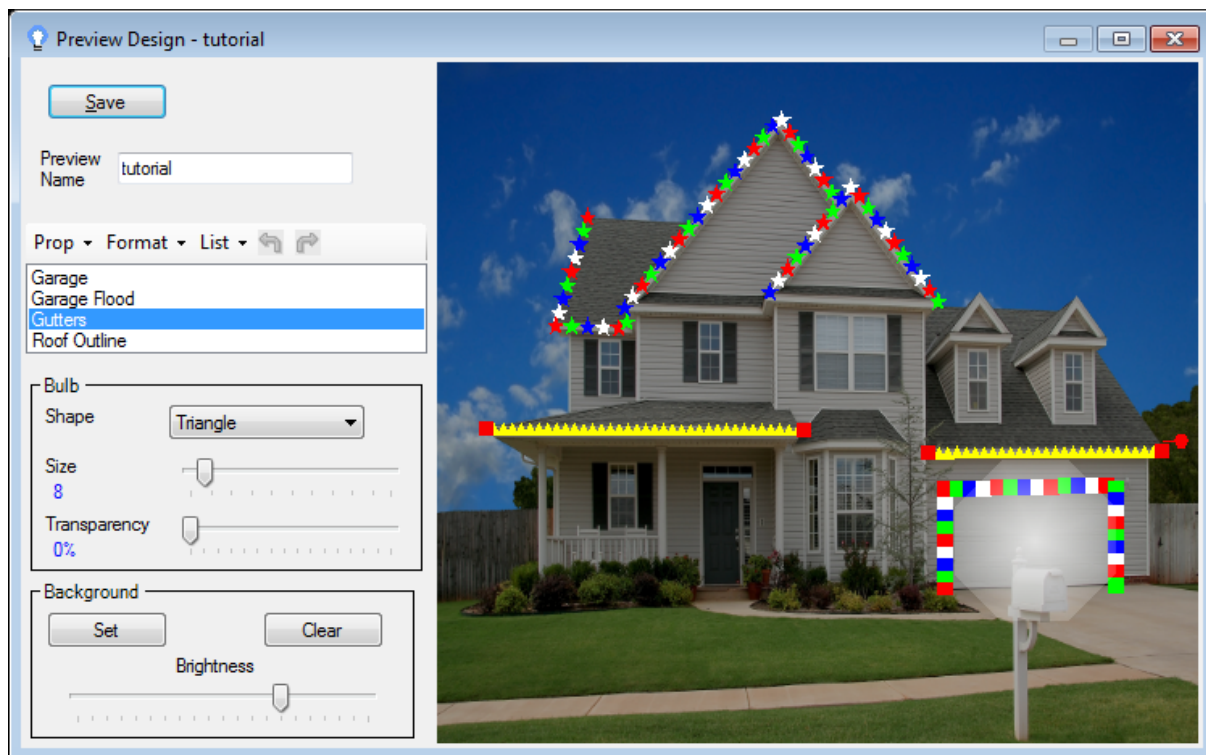 Preview Design - tutorial
Save
Preview Name
tutorial
Prop Format List
Garage
Garage Flood
Gutters
Roof Outline
Bulb
Shape
Triangle
Size
8
Transparency
0%
Background
Set Clear
Brightness